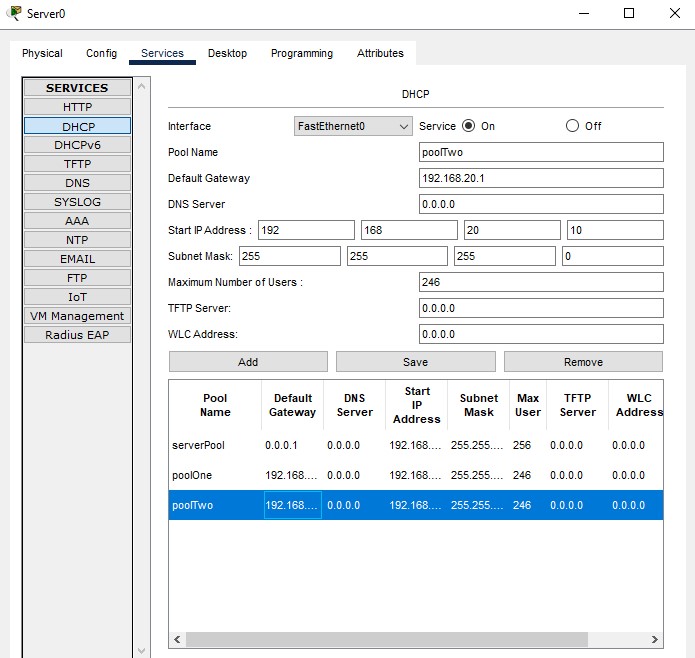 Server0
Physical Config Services Desktop Programming Attributes
SERVICES
HTTP
DHCP
DHCPv6
TFTP
DNS
SYSLOG
AAA
NTP
EMAIL
FTP
IoT
VM Management
Radius EAP
DHCP
Interface FastEthernet0 Service On Off
Pool Name poolTwo
Default Gateway 192.168.20.1
DNS Server 0.0.0.0
Start IP Address : 192 168 20 10
Subnet Mask: 255 255 255 0
Maximum Number of Users : 246
TFTP Server: 0.0.0.0
WLC Address: 0.0.0.0
Add Save Remove
Pool Name Default Gateway DNS Server Start IP Address Subnet Mask Max User TFTP Server WLC Address
serverPool 0.0.0.1 0.0.0.0 192.168.... 255.255.... 256 0.0.0.0 0.0.0.0
poolOne 192.168.... 0.0.0.0 192.168.... 255.255.... 246 0.0.0.0 0.0.0.0
poolTwo 192.168.... 0.0.0.0 192.168.... 255.255.... 246 0.0.0.0 0.0.0.0